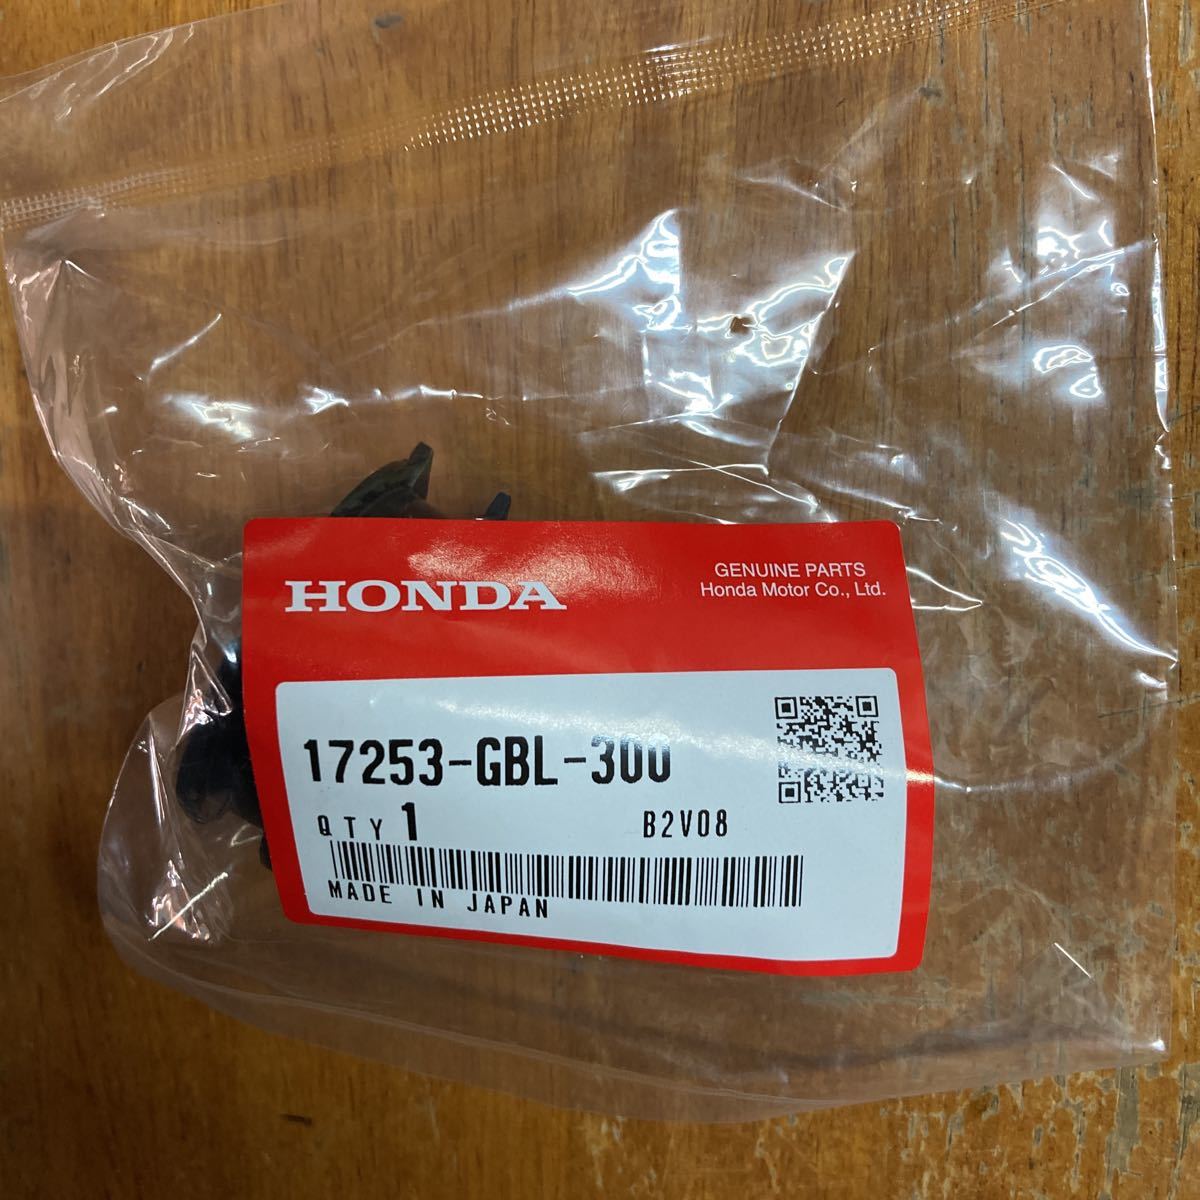 HONDA
GENUINE PARTS
Honda Motor Co., Ltd.
17253-GBL-300
QTY 1 B2V08
MADE IN JAPAN